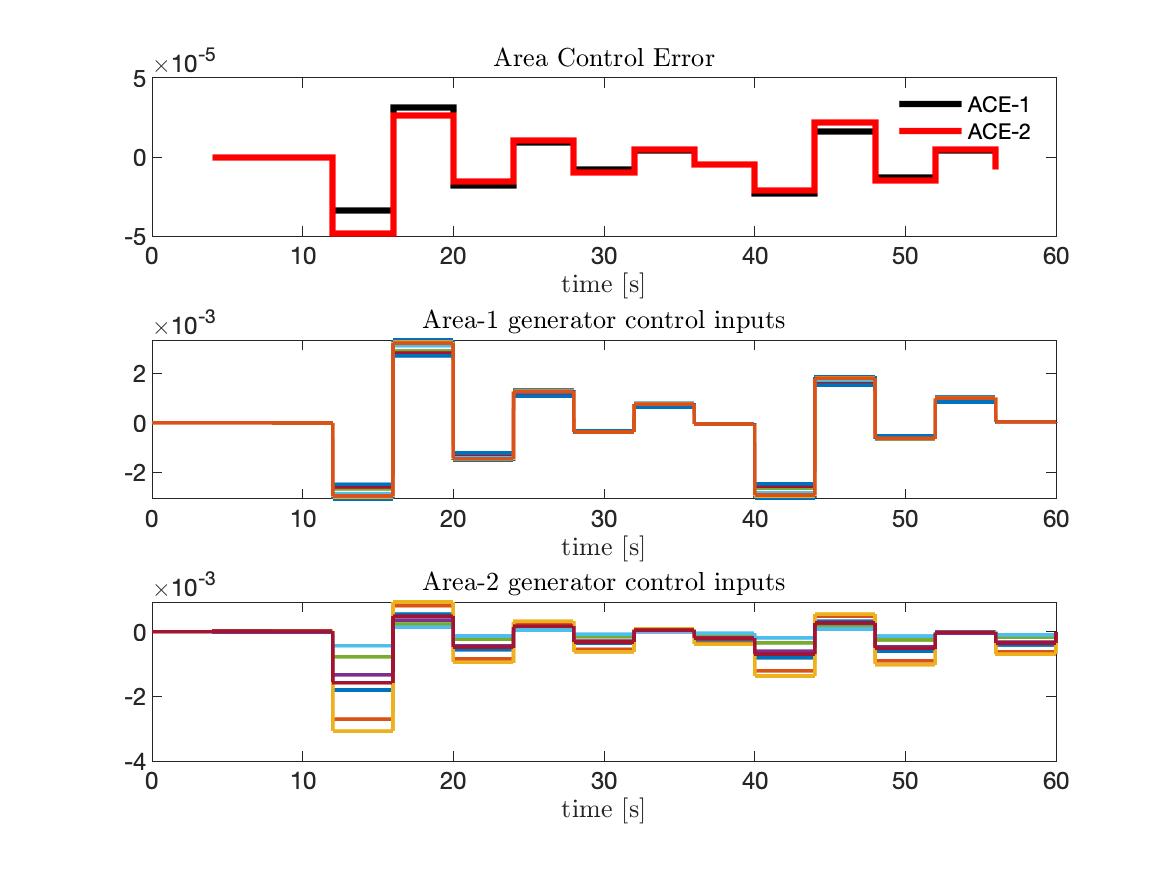 Area Control Error
×10-5
5
0
-5
ACE-1
ACE-2
0 10 20 30 40 50 60
time [s]
Area-1 generator control inputs
×10-3
2
0
-2
0 10 20 30 40 50 60
time [s]
Area-2 generator control inputs
×10-3
0
-2
-4
0 10 20 30 40 50 60
time [s]